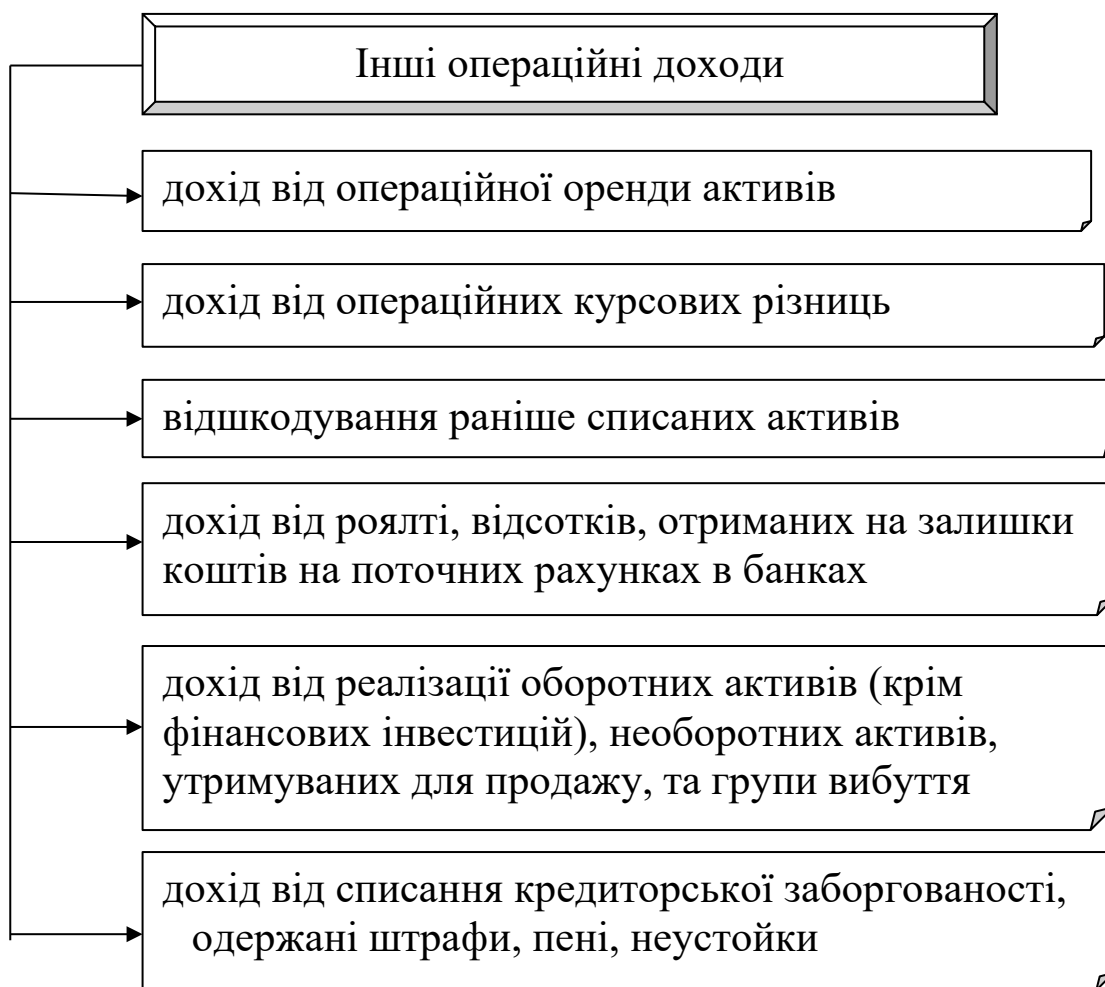 Інші операційні доходи
дохід від операційної оренди активів
дохід від операційних курсових різниць
відшкодування раніше списаних активів
дохід від роялті, відсотків, отриманих на залишки
коштів на поточних рахунках в банках
дохід від реалізації оборотних активів (крім
фінансових інвестицій), необоротних активів,
утримуваних для продажу, та групи вибуття
дохід від списання кредиторської заборгованості,
одержані штрафи, пені, неустойки